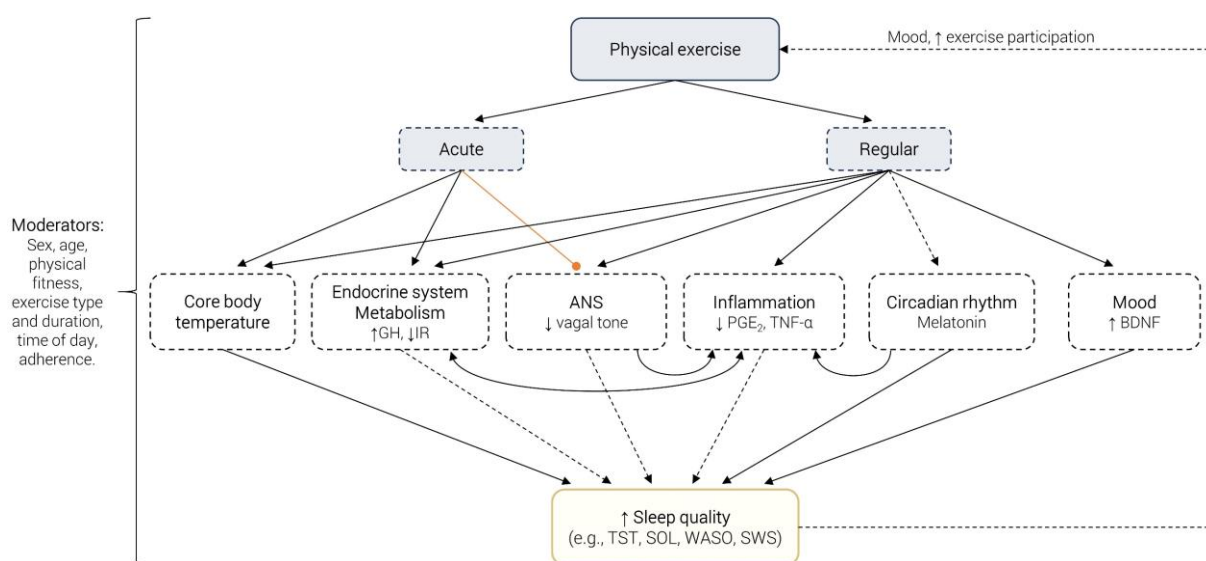 Physical exercise
Mood, ↑ exercise participation
Acute
Regular
Moderators:
Sex, age,
physical
fitness,
exercise type
and duration,
time of day,
adherence.
Core body
temperature
Endocrine system
Metabolism
↑GH, ↓IR
ANS
↓ vagal tone
Inflammation
↓ PGE₂, TNF-α
Circadian rhythm
Melatonin
Mood
↑ BDNF
↑ Sleep quality
(e.g., TST, SOL, WASO, SWS)